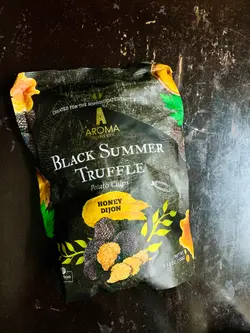 AROMA
BLACK SUMMER
TRUFFLE
Potato Chips
HONEY
DIJON